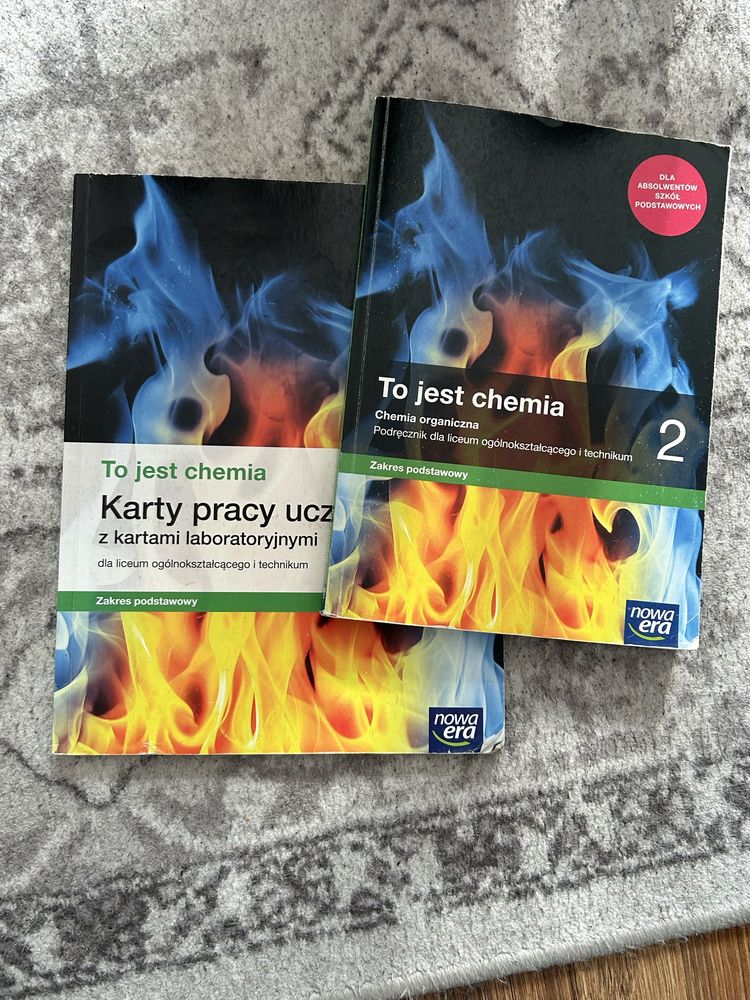 To jest chemia
Karty pracy ucz
z kartami laboratoryjnymi
dla liceum ogólnokształcącego i technikum
Zakres podstawowy
nowa
era
DLA
ABSOLWENTÓW
SZKÓŁ
PODSTAWOWYCH
To jest chemia
Chemia organiczna
Podręcznik dla liceum ogólnokształcącego i technikum
2
Zakres podstawowy
nowa
era